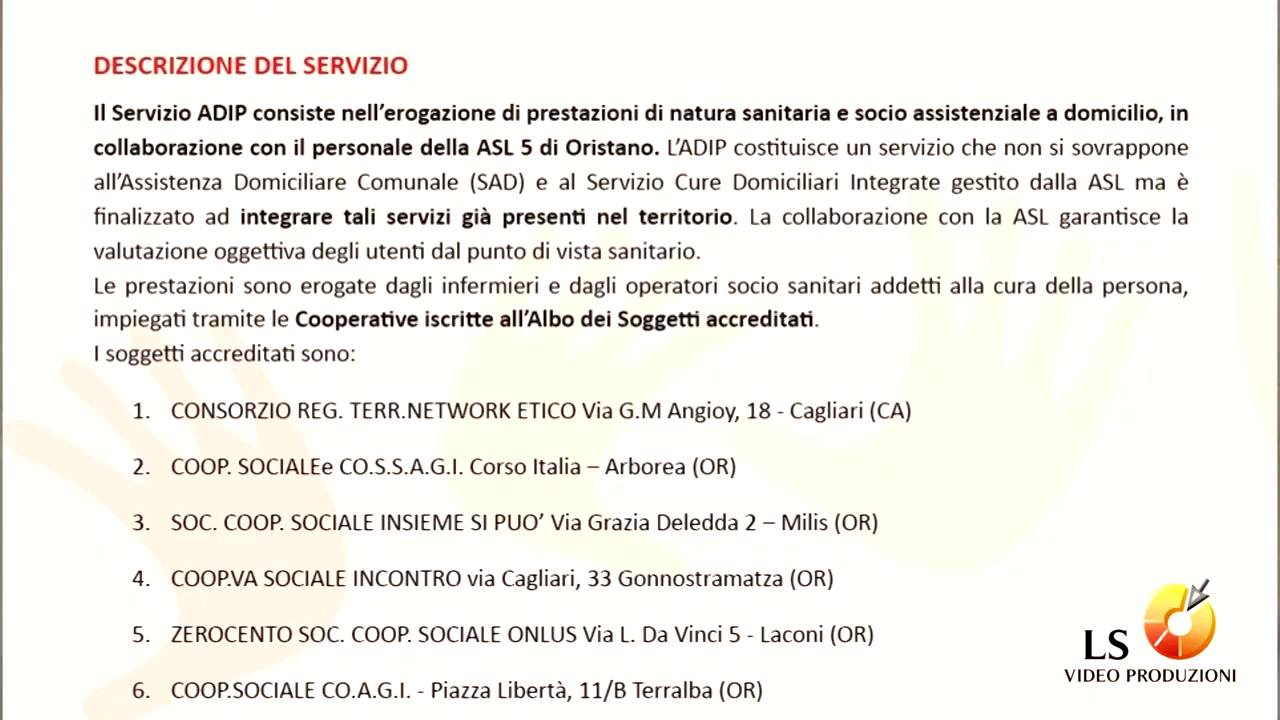 DESCRIZIONE DEL SERVIZIO
Il Servizio ADIP consiste nell’erogazione di prestazioni di natura sanitaria e socio assistenziale a domicilio, in
collaborazione con il personale della ASL 5 di Oristano. L’ADIP costituisce un servizio che non si sovrappone
all’Assistenza Domiciliare Comunale (SAD) e al Servizio Cure Domiciliari Integrate gestito dalla ASL ma è
finalizzato ad integrare tali servizi già presenti nel territorio. La collaborazione con la ASL garantisce la
valutazione oggettiva degli utenti dal punto di vista sanitario.
Le prestazioni sono erogate dagli infermieri e dagli operatori socio sanitari addetti alla cura della persona,
impiegati tramite le Cooperative iscritte all’Albo dei Soggetti accreditati.
I soggetti accreditati sono:
1. CONSORZIO REG. TERR.NETWORK ETICO Via G.M Angioy, 18 - Cagliari (CA)
2. COOP. SOCIALEe CO.S.S.A.G.I. Corso Italia – Arborea (OR)
3. SOC. COOP. SOCIALE INSIEME SI PUO’ Via Grazia Deledda 2 – Milis (OR)
4. COOP.VA SOCIALE INCONTRO via Cagliari, 33 Gonnostramatza (OR)
5. ZEROCENTO SOC. COOP. SOCIALE ONLUS Via L. Da Vinci 5 - Laconi (OR)
6. COOP.SOCIALE CO.A.G.I. - Piazza Libertà, 11/B Terralba (OR)
LS
VIDEO PRODUZIONI